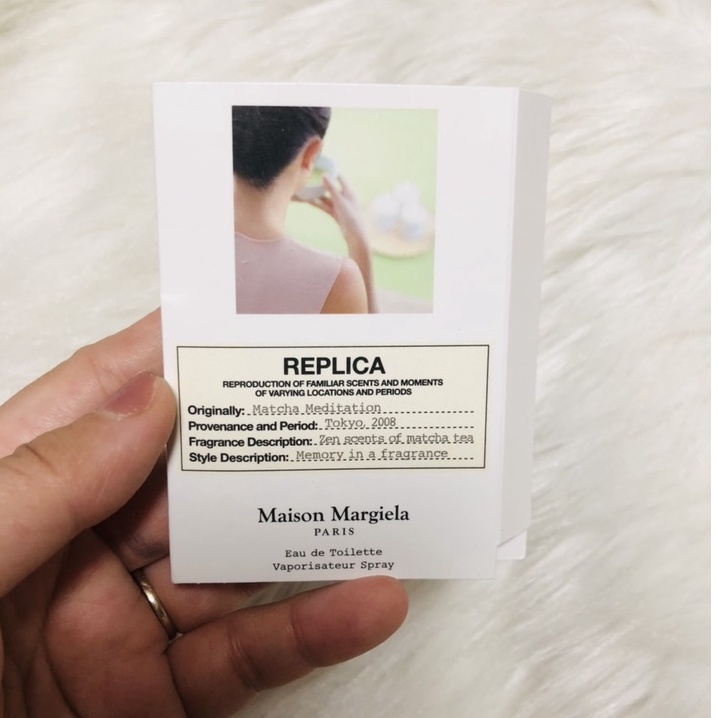 REPLICA
REPRODUCTION OF FAMILIAR SCENTS AND MOMENTS
OF VARYING LOCATIONS AND PERIODS
Originally: Matcha Meditation
Provenance and Period: Tokyo, 2008
Fragrance Description: Zen scents of matcha tea
Style Description: Memory in a fragrance
Maison Margiela
PARIS
Eau de Toilette
Vaporisateur Spray